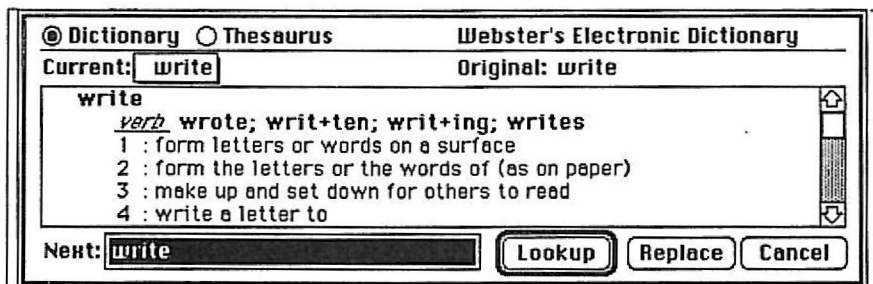 Dictionary Thesaurus Webster's Electronic Dictionary
Current: write Original: write
write
verb wrote; writ+ten; writ+ing; writes
1 : form letters or words on a surface
2 : form the letters or the words of (as on paper)
3 : make up and set down for others to read
4 : write a letter to
Next: write Lookup Replace Cancel